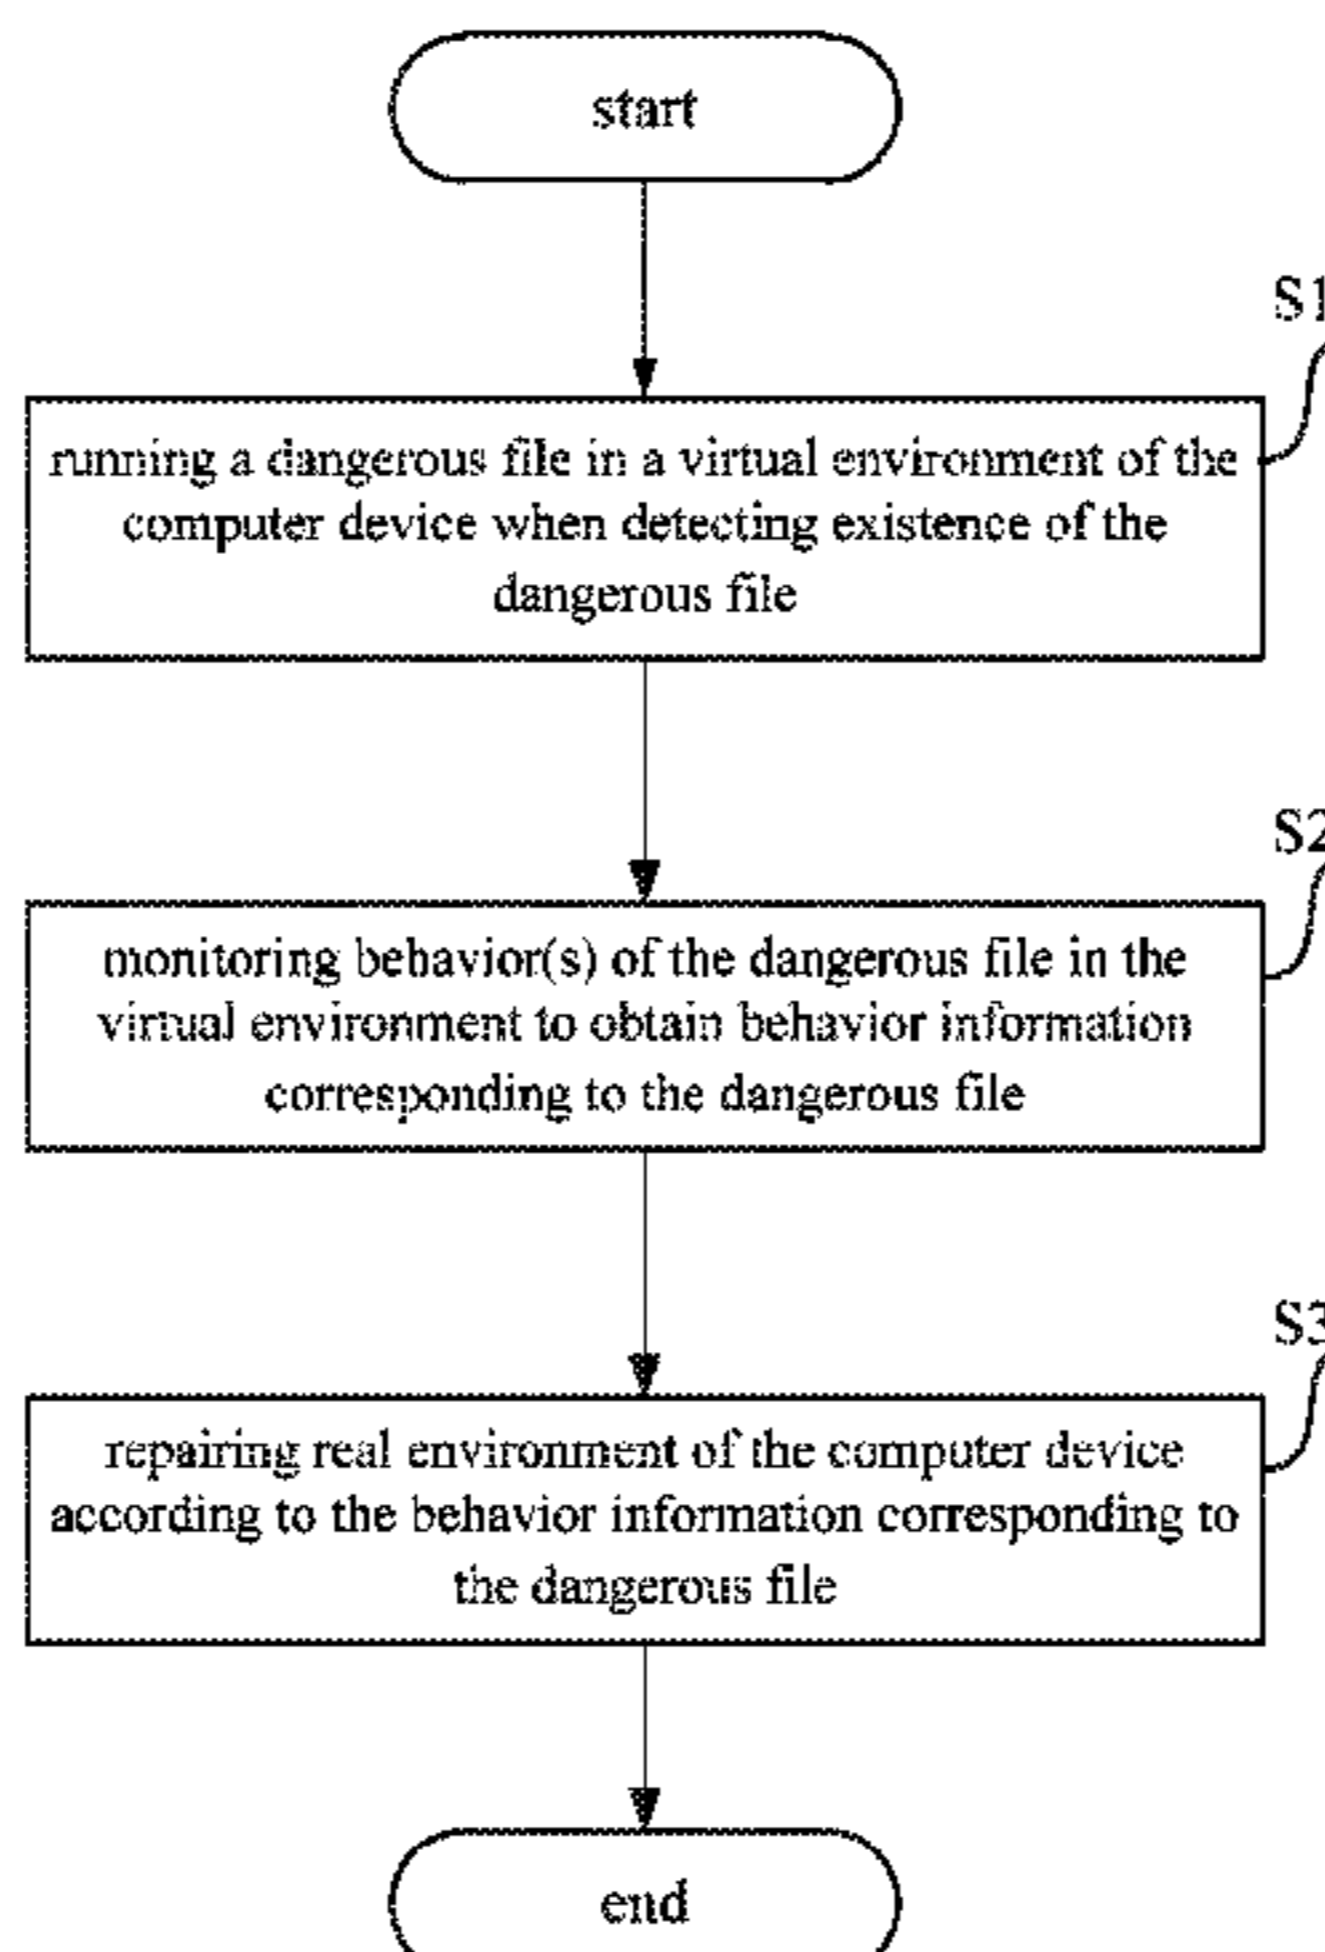 start
S1
running a dangerous file in a virtual environment of the
computer device when detecting existence of the
dangerous file
S2
monitoring behavior(s) of the dangerous file in the
virtual environment to obtain behavior information
corresponding to the dangerous file
S3
repairing real environment of the computer device
according to the behavior information corresponding to
the dangerous file
end